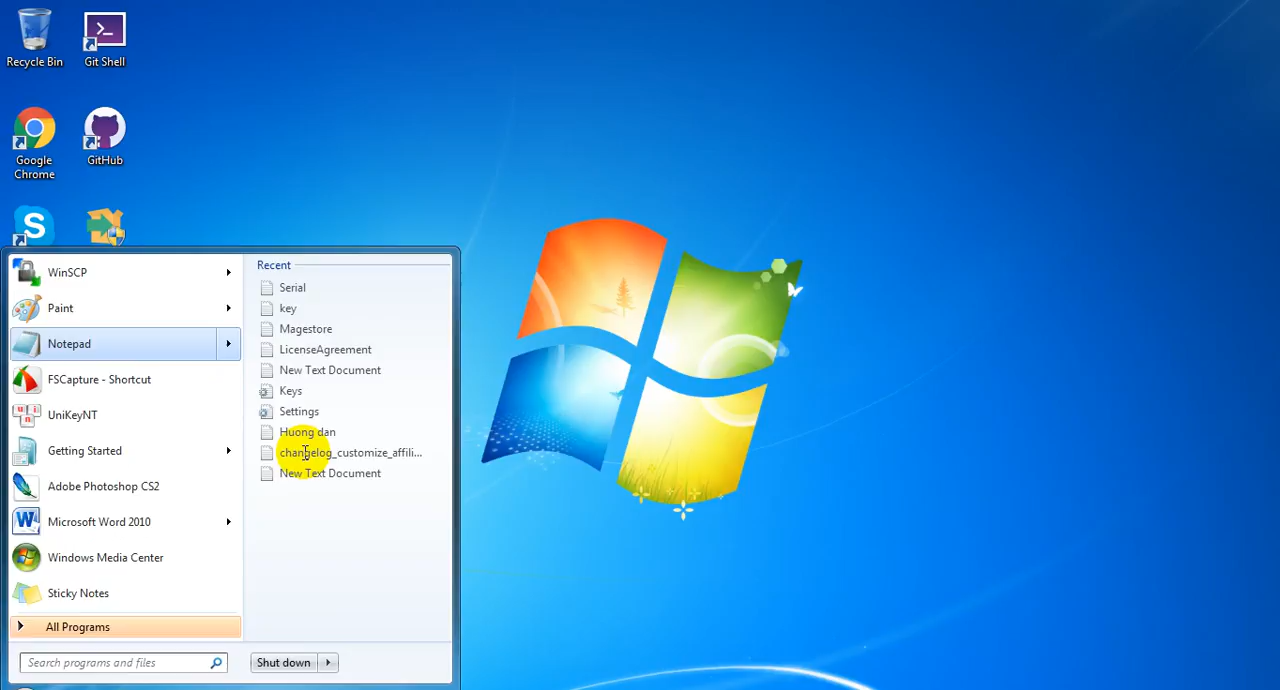 Recycle Bin
Git Shell
Google
Chrome
GitHub
WinSCP
Paint
Notepad
FSCapture - Shortcut
UniKeyNT
Getting Started
Adobe Photoshop CS2
Microsoft Word 2010
Windows Media Center
Sticky Notes
All Programs
Search programs and files
Recent
Serial
key
Magestore
LicenseAgreement
New Text Document
Keys
Settings
Huong dan
changelog_customize_affili...
New Text Document
Shut down